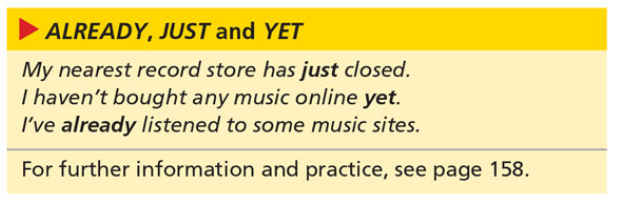 ALREADY, JUST and YET
My nearest record store has just closed.
I haven't bought any music online yet.
I've already listened to some music sites.
For further information and practice, see page 158.